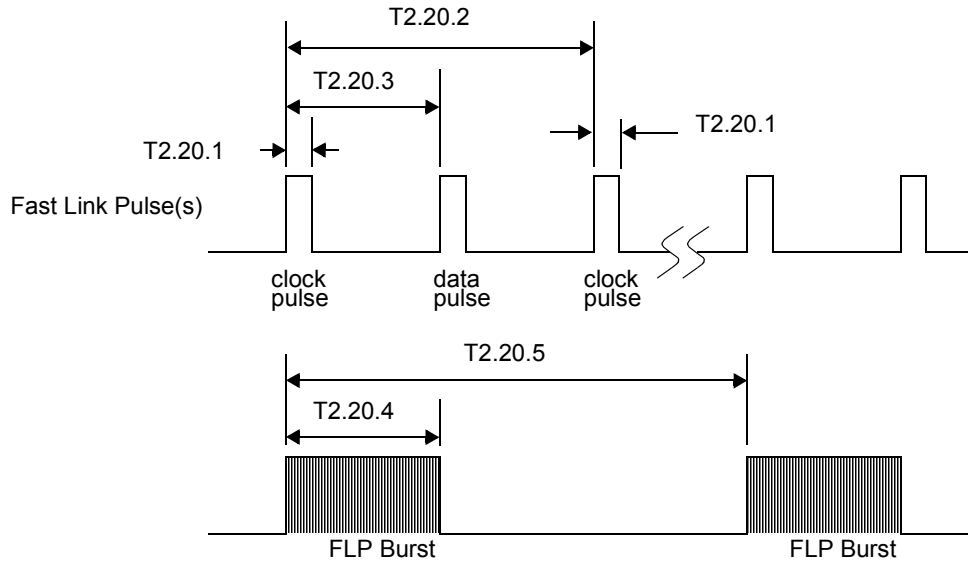 T2.20.2
T2.20.3
T2.20.1
T2.20.1
Fast Link Pulse(s)
clock
pulse
data
pulse
clock
pulse
T2.20.5
T2.20.4
FLP Burst
FLP Burst